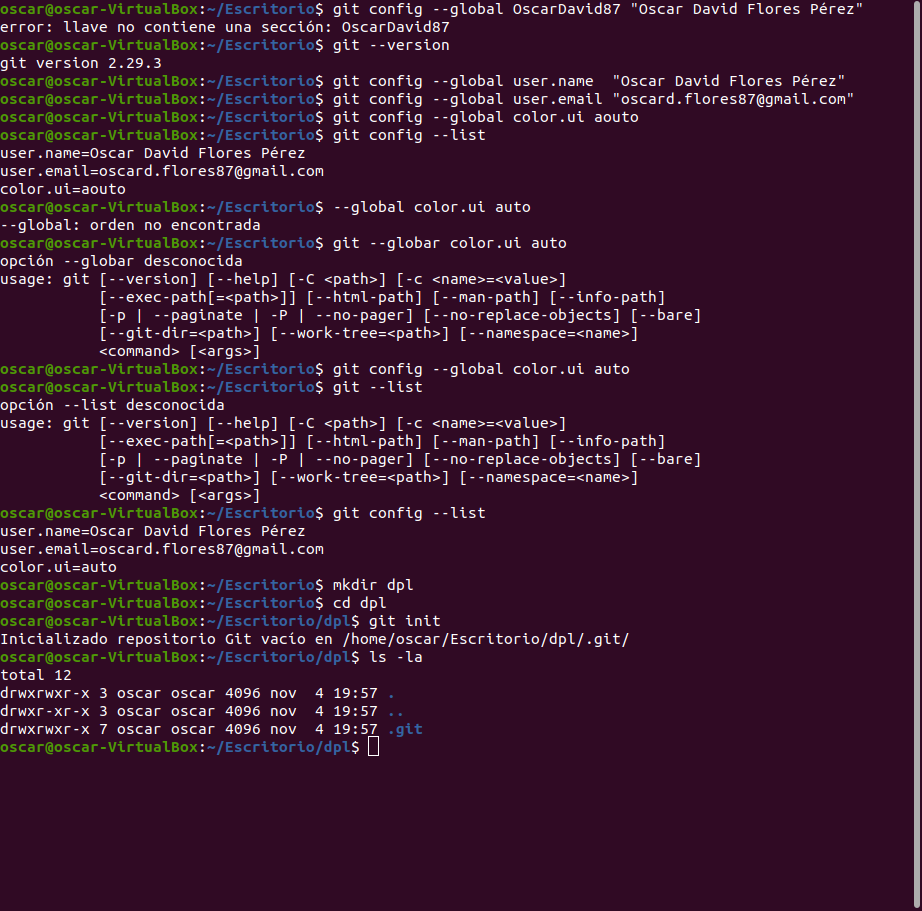 oscar@oscar-VirtualBox:~/Escritorio$ git config --global OscarDavid87 "Oscar David Flores Pérez"
error: llave no contiene una sección: OscarDavid87
oscar@oscar-VirtualBox:~/Escritorio$ git --version
git version 2.29.3
oscar@oscar-VirtualBox:~/Escritorio$ git config --global user.name  "Oscar David Flores Pérez"
oscar@oscar-VirtualBox:~/Escritorio$ git config --global user.email "oscard.flores87@gmail.com"
oscar@oscar-VirtualBox:~/Escritorio$ git config --global color.ui aouto
oscar@oscar-VirtualBox:~/Escritorio$ git config --list
user.name=Oscar David Flores Pérez
user.email=oscard.flores87@gmail.com
color.ui=aouto
oscar@oscar-VirtualBox:~/Escritorio$ --global color.ui auto
--global: orden no encontrada
oscar@oscar-VirtualBox:~/Escritorio$ git --globar color.ui auto
opción --globar desconocida
usage: git [--version] [--help] [-C <path>] [-c <name>=<value>]
           [--exec-path[=<path>]] [--html-path] [--man-path] [--info-path]
           [-p | --paginate | -P | --no-pager] [--no-replace-objects] [--bare]
           [--git-dir=<path>] [--work-tree=<path>] [--namespace=<name>]
           <command> [<args>]
oscar@oscar-VirtualBox:~/Escritorio$ git config --global color.ui auto
oscar@oscar-VirtualBox:~/Escritorio$ git --list
opción --list desconocida
usage: git [--version] [--help] [-C <path>] [-c <name>=<value>]
           [--exec-path[=<path>]] [--html-path] [--man-path] [--info-path]
           [-p | --paginate | -P | --no-pager] [--no-replace-objects] [--bare]
           [--git-dir=<path>] [--work-tree=<path>] [--namespace=<name>]
           <command> [<args>]
oscar@oscar-VirtualBox:~/Escritorio$ git config --list
user.name=Oscar David Flores Pérez
user.email=oscard.flores87@gmail.com
color.ui=auto
oscar@oscar-VirtualBox:~/Escritorio$ mkdir dpl
oscar@oscar-VirtualBox:~/Escritorio$ cd dpl
oscar@oscar-VirtualBox:~/Escritorio/dpl$ git init
Inicializado repositorio Git vacío en /home/oscar/Escritorio/dpl/.git/
oscar@oscar-VirtualBox:~/Escritorio/dpl$ ls -la
total 12
drwxrwxr-x 3 oscar oscar 4096 nov  4 19:57 .
drwxr-xr-x 3 oscar oscar 4096 nov  4 19:57 ..
drwxrwxr-x 7 oscar oscar 4096 nov  4 19:57 .git
oscar@oscar-VirtualBox:~/Escritorio/dpl$